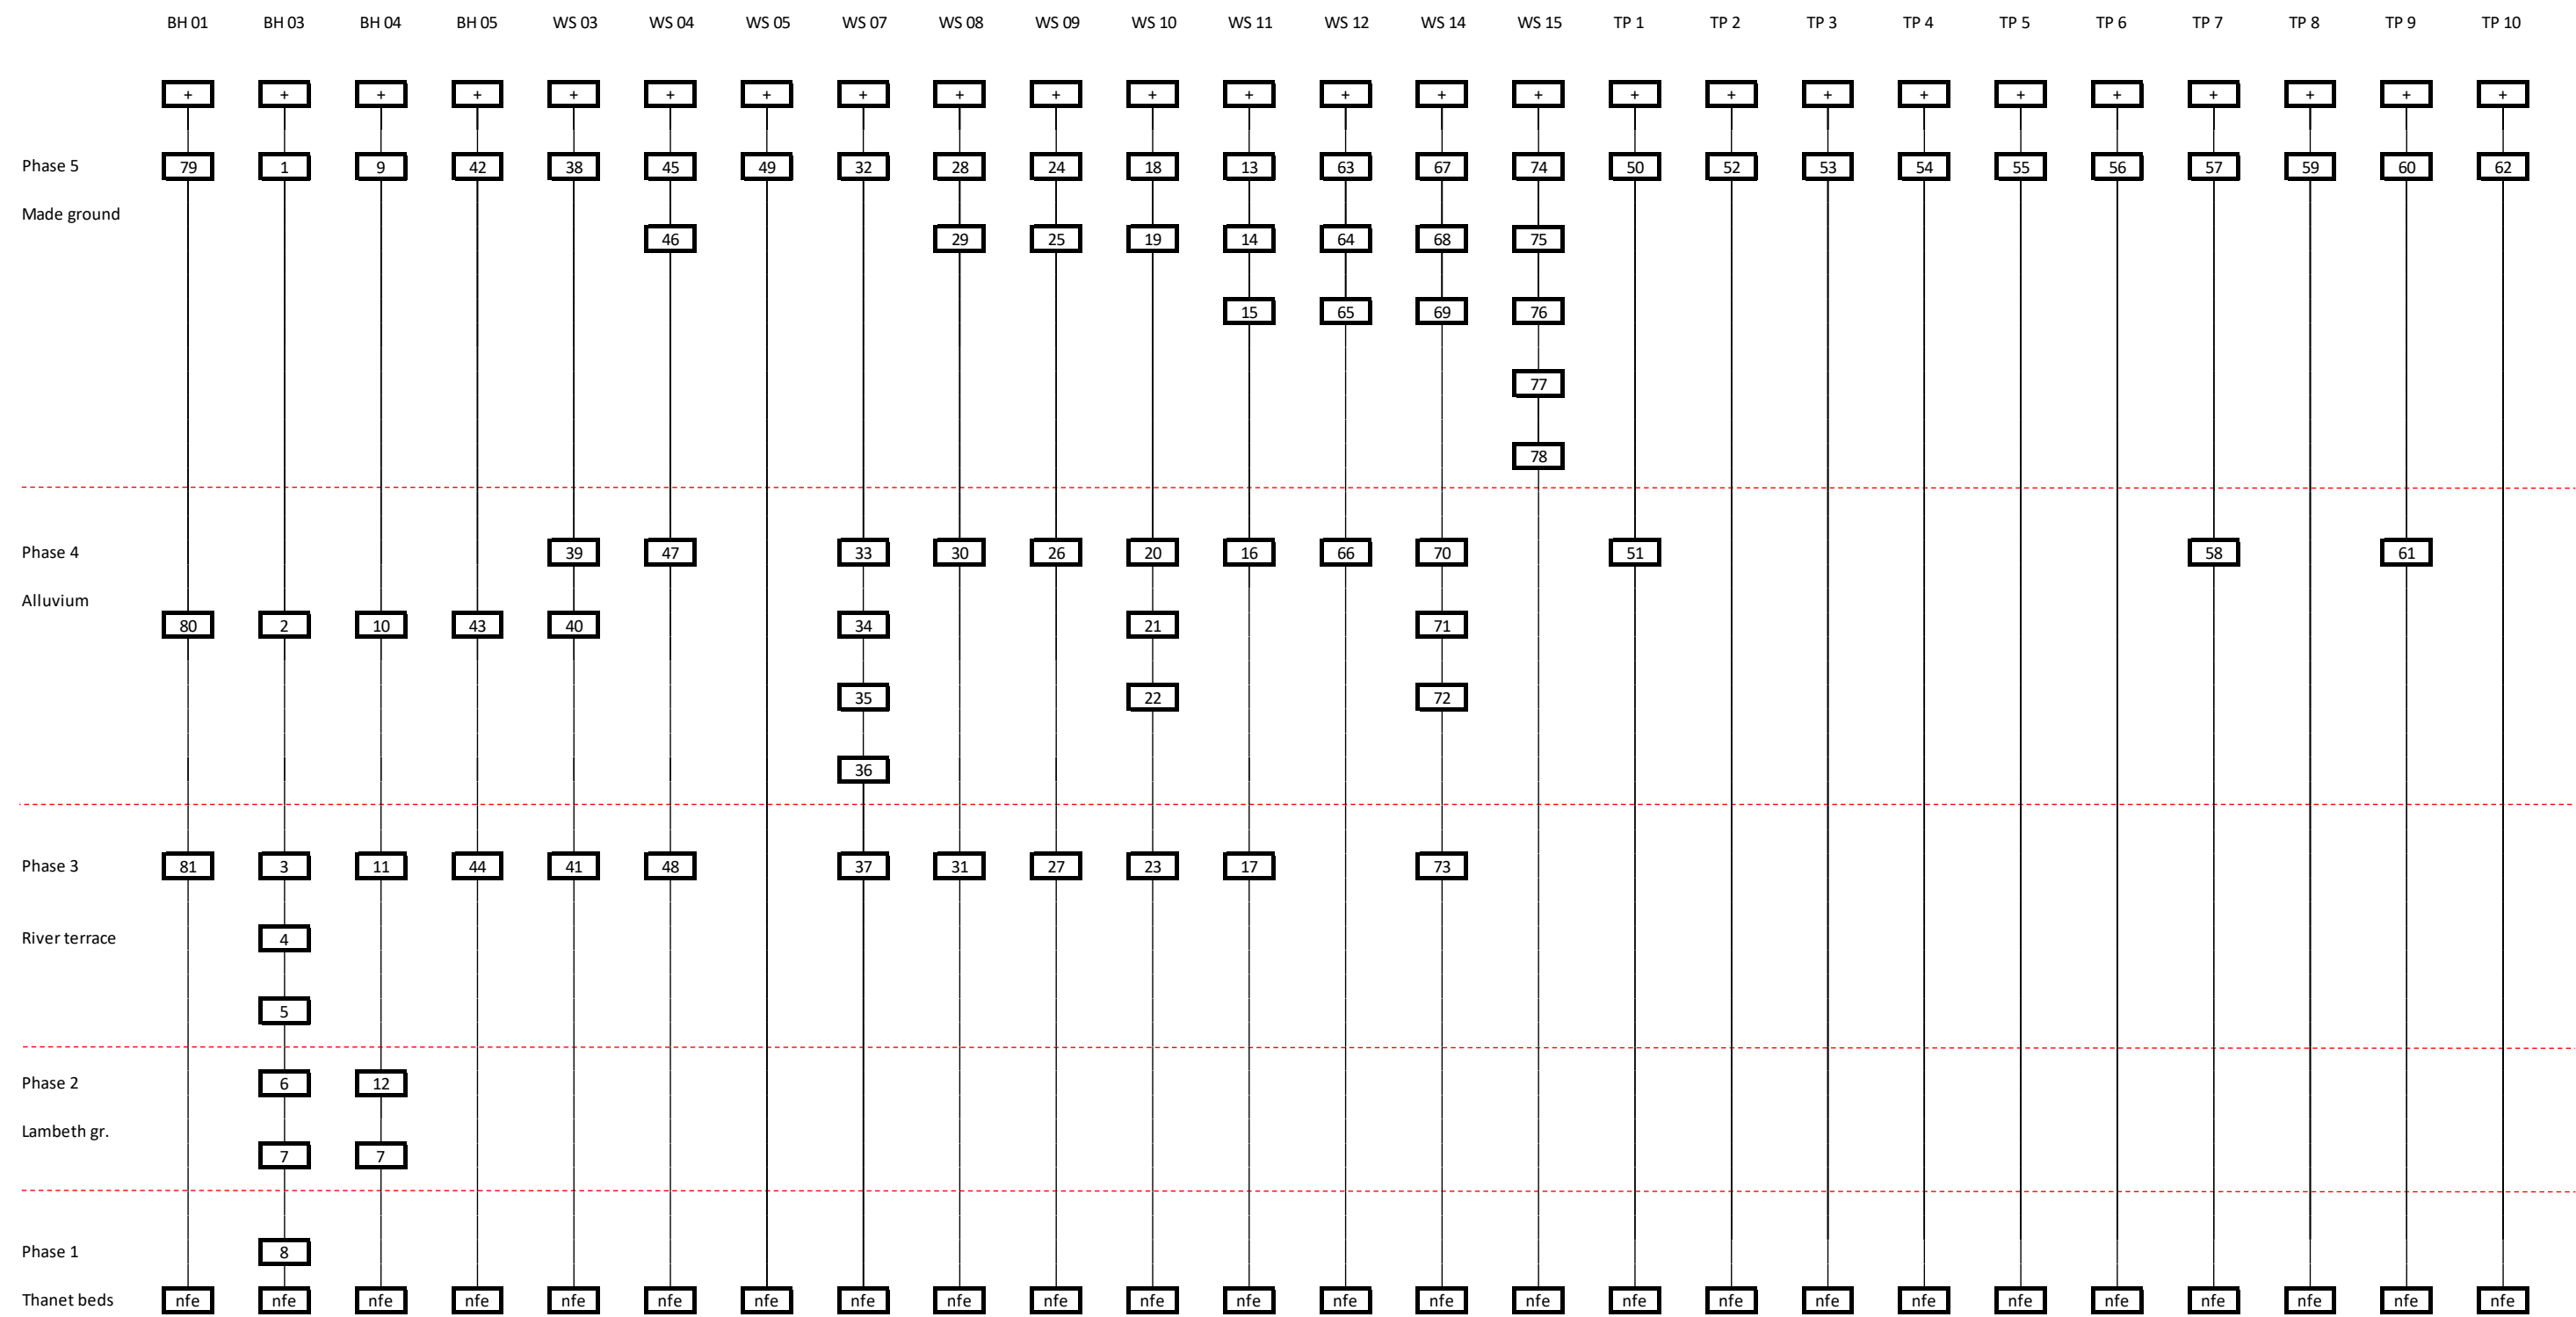 BH 01 BH 03 BH 04 BH 05 WS 03 WS 04 WS 05 WS 07 WS 08 WS 09 WS 10 WS 11 WS 12 WS 14 WS 15 TP 1 TP 2 TP 3 TP 4 TP 5 TP 6 TP 7 TP 8 TP 9 TP 10
+ + + + + + + + + + + + + + + + + + + + + + + + +
Phase 5 79 1 9 42 38 45 49 32 28 24 18 13 63 67 74 50 52 53 54 55 56 57 59 60 62
Made ground
46 29 25 19 14 64 68 75
15 65 69 76
77
78
Phase 4 39 47 33 30 26 20 16 66 70 51 58 61
Alluvium
80 2 10 43 40 34 21 71
35 22 72
36
Phase 3 81 3 11 44 41 48 37 31 27 23 17 73
River terrace 4
5
Phase 2 6 12
Lambeth gr.
7 7
Phase 1 8
Thanet beds nfe nfe nfe nfe nfe nfe nfe nfe nfe nfe nfe nfe nfe nfe nfe nfe nfe nfe nfe nfe nfe nfe nfe nfe nfe